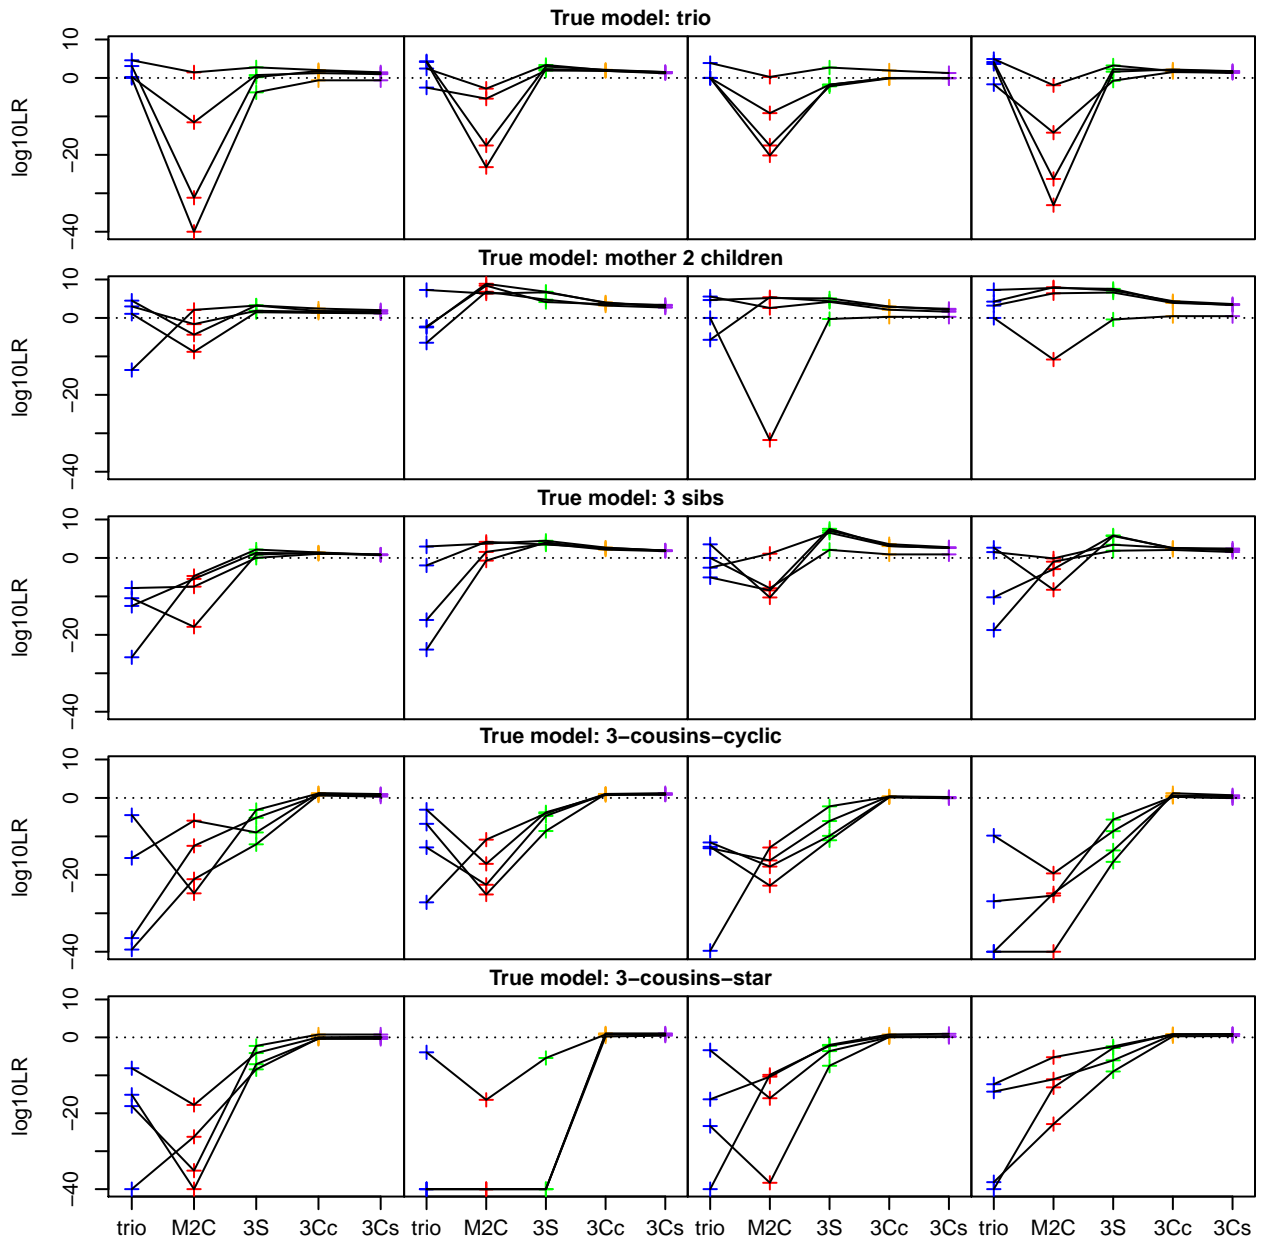 True model: trio
10
0
−20
−40
log10LR
True model: mother 2 children
10
0
−20
−40
log10LR
True model: 3 sibs
10
0
−20
−40
log10LR
True model: 3−cousins−cyclic
10
0
−20
−40
log10LR
True model: 3−cousins−star
10
0
−20
−40
log10LR
trio M2C 3S 3Cc 3Cs trio M2C 3S 3Cc 3Cs trio M2C 3S 3Cc 3Cs trio M2C 3S 3Cc 3Cs